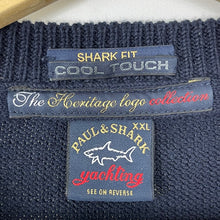 SHARK FIT
COOL TOUCH
The Heritage logo collection
PAUL & SHARK
XXL
yachting
SEE ON REVERSE